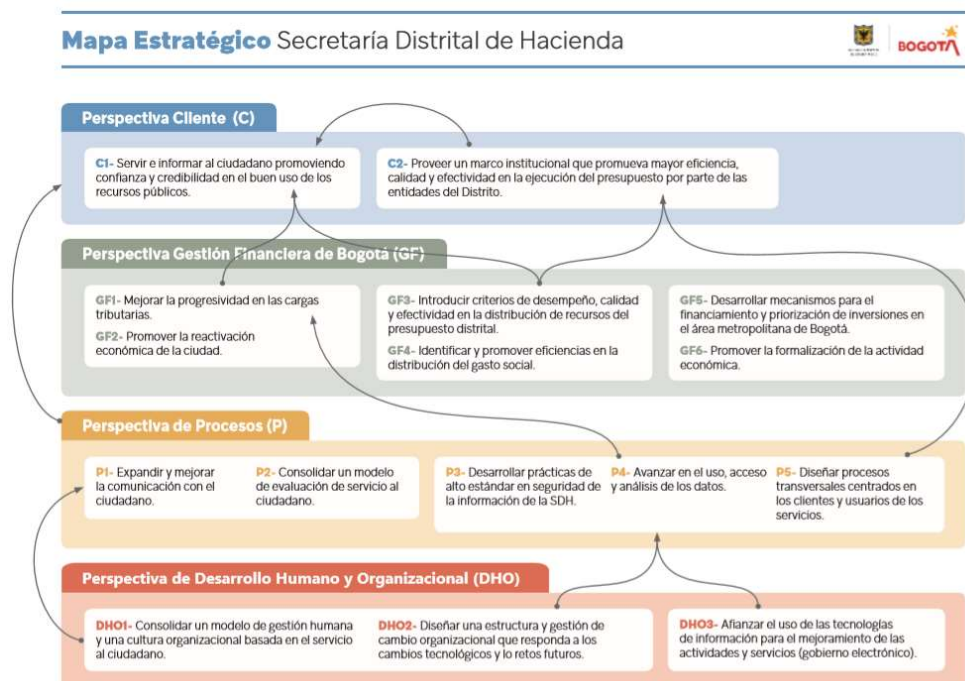 Mapa Estratégico Secretaría Distrital de Hacienda
BOGOTÁ
Perspectiva Cliente (C)
C1- Servir e informar al ciudadano promoviendo
confianza y credibilidad en el buen uso de los
recursos públicos.
C2- Proveer un marco institucional que promueva mayor eficiencia,
calidad y efectividad en la ejecución del presupuesto por parte de las
entidades del Distrito.
Perspectiva Gestión Financiera de Bogotá (GF)
GF1- Mejorar la progresividad en las cargas
tributarias.
GF2- Promover la reactivación
económica de la ciudad.
GF3- Introducir criterios de desempeño, calidad
y efectividad en la distribución de recursos del
presupuesto distrital.
GF4- Identificar y promover eficiencias en la
distribución del gasto social.
GF5- Desarrollar mecanismos para el
financiamiento y priorización de inversiones en
el área metropolitana de Bogotá.
GF6- Promover la formalización de la actividad
económica.
Perspectiva de Procesos (P)
P1- Expandir y mejorar
la comunicación con el
ciudadano.
P2- Consolidar un modelo
de evaluación de servicio al
ciudadano.
P3- Desarrollar prácticas de
alto estándar en seguridad de
la información de la SDH.
P4- Avanzar en el uso, acceso
y análisis de los datos.
P5- Diseñar procesos
transversales centrados en
los clientes y usuarios de los
servicios.
Perspectiva de Desarrollo Humano y Organizacional (DHO)
DHO1- Consolidar un modelo de gestión humana
y una cultura organizacional basada en el servicio
al ciudadano.
DHO2- Diseñar una estructura y gestión de
cambio organizacional que responda a los
cambios tecnológicos y lo retos futuros.
DHO3- Afianzar el uso de las tecnologías
de información para el mejoramiento de las
actividades y servicios (gobierno electrónico).